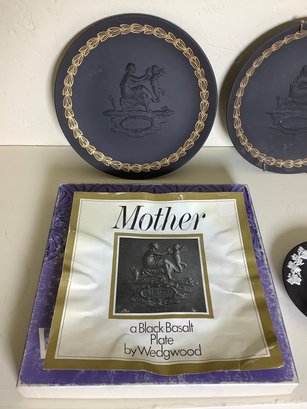 Mother
a Black Basalt
Plate
by Wedgwood